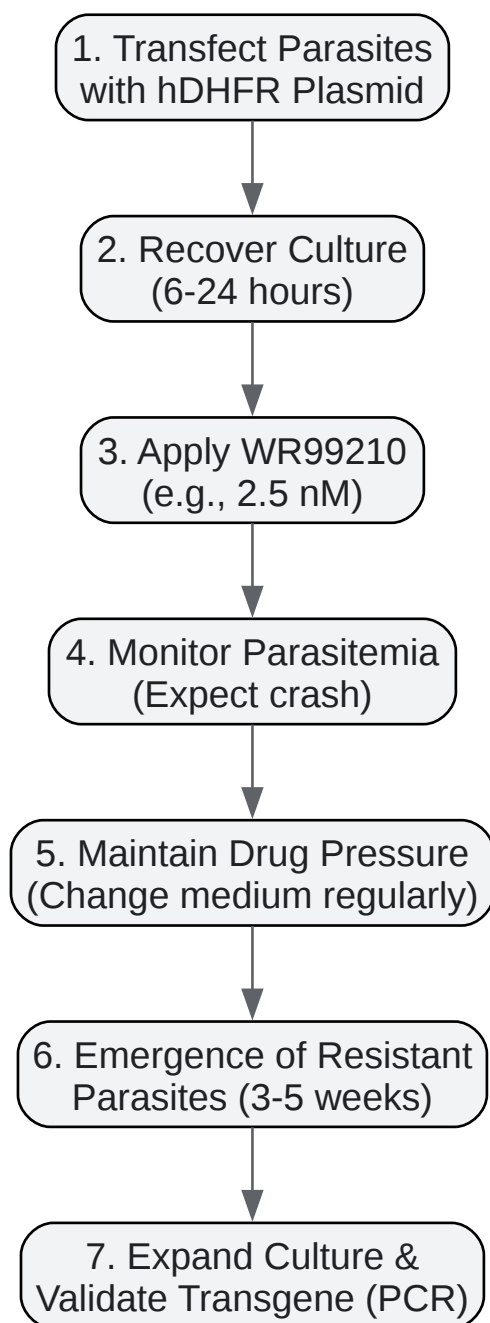 1. Transfect Parasites
with hDHFR Plasmid
2. Recover Culture
(6-24 hours)
3. Apply WR99210
(e.g., 2.5 nM)
4. Monitor Parasitemia
(Expect crash)
5. Maintain Drug Pressure
(Change medium regularly)
6. Emergence of Resistant
Parasites (3-5 weeks)
7. Expand Culture &
Validate Transgene (PCR)